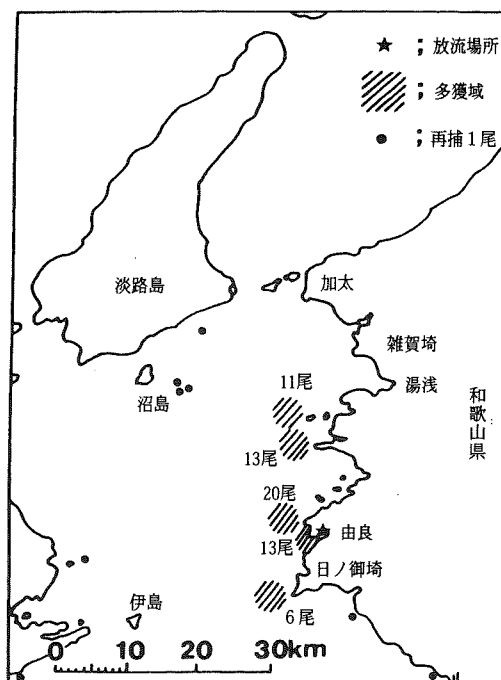 ★ ; 放流場所
; 多獲域
● ; 再捕1尾
淡路島
加太
雑賀埼
沼島
湯浅
11尾
和歌山県
13尾
20尾
由良
13尾
日ノ御埼
伊島
6尾
0 10 20 30km